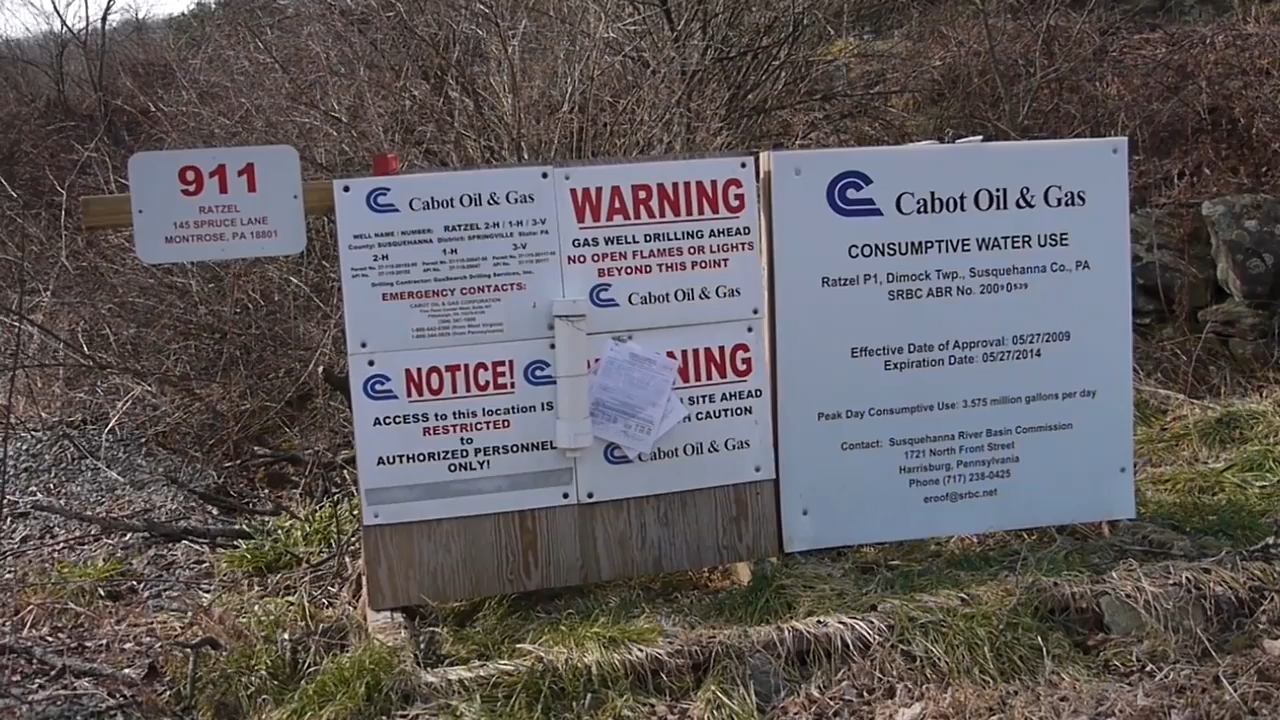 911
RATZEL
145 SPRUCE LANE
MONTROSE, PA 18801
Cabot Oil & Gas
WELL NAME / NUMBER: RATZEL 2-H / 1-H / 3-V
County: SUSQUEHANNA District: SPRINGVILLE State: PA
2-H 1-H 3-V
Drilling Contractor: GasSearch Drilling Services, Inc.
EMERGENCY CONTACTS:
CABOT OIL & GAS CORPORATION
WARNING
GAS WELL DRILLING AHEAD
NO OPEN FLAMES OR LIGHTS
BEYOND THIS POINT
Cabot Oil & Gas
NOTICE!
ACCESS to this location IS
RESTRICTED
to
AUTHORIZED PERSONNEL
ONLY!
NING
SITE AHEAD
CAUTION
Cabot Oil & Gas
Cabot Oil & Gas
CONSUMPTIVE WATER USE
Ratzel P1, Dimock Twp., Susquehanna Co., PA
SRBC ABR No. 20090539
Effective Date of Approval: 05/27/2009
Expiration Date: 05/27/2014
Peak Day Consumptive Use: 3.575 million gallons per day
Contact: Susquehanna River Basin Commission
1721 North Front Street
Harrisburg, Pennsylvania
Phone (717) 238-0425
eroof@srbc.net